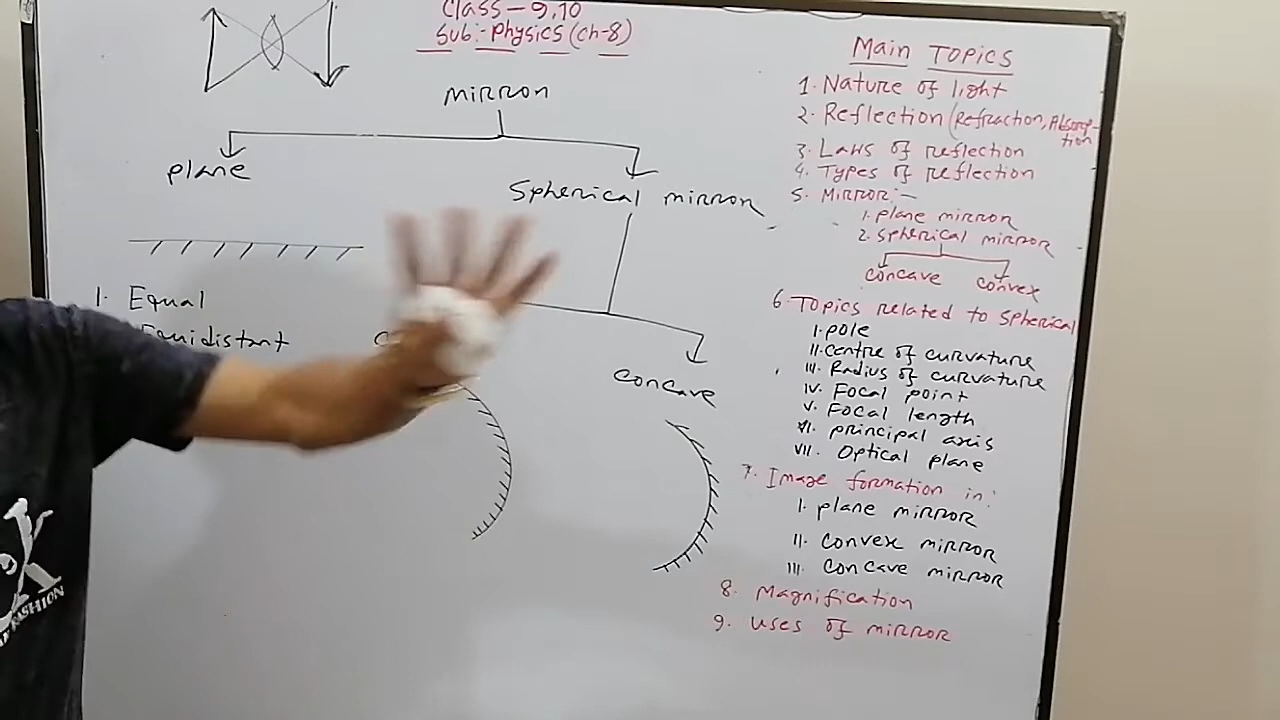 Class - 9,10
Sub:- Physics (ch-8)
MIRROR
plane
Spherical mirror
1. Equal
Equidistant
concave
Main TOPICS
1. Nature of light
2. Reflection (Refraction, Absorp-
tion
3. Laws of reflection
4. Types of reflection
5. Mirror:-
1. plane mirror
2. spherical mirror
concave convex
6. Topics related to spherical
I. pole
II. centre of curvature
III. Radius of curvature
IV. Focal point
V. Focal length
VI. principal axis
VII. Optical plane
7. Image formation in:
I. plane mirror
II. convex mirror
III. concave mirror
8. Magnification
9. uses of mirror
FASHION